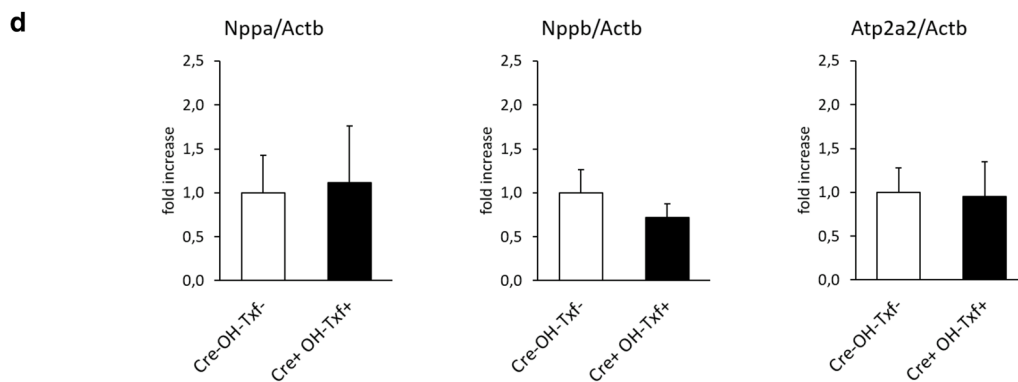 d
Nppa/Actb
fold increase
2,5
2,0
1,5
1,0
0,5
0,0
Cre-OH-Txf-
Cre+ OH-Txf+
Nppb/Actb
fold increase
2,5
2,0
1,5
1,0
0,5
0,0
Cre-OH-Txf-
Cre+ OH-Txf+
Atp2a2/Actb
fold increase
2,5
2,0
1,5
1,0
0,5
0,0
Cre-OH-Txf-
Cre+ OH-Txf+